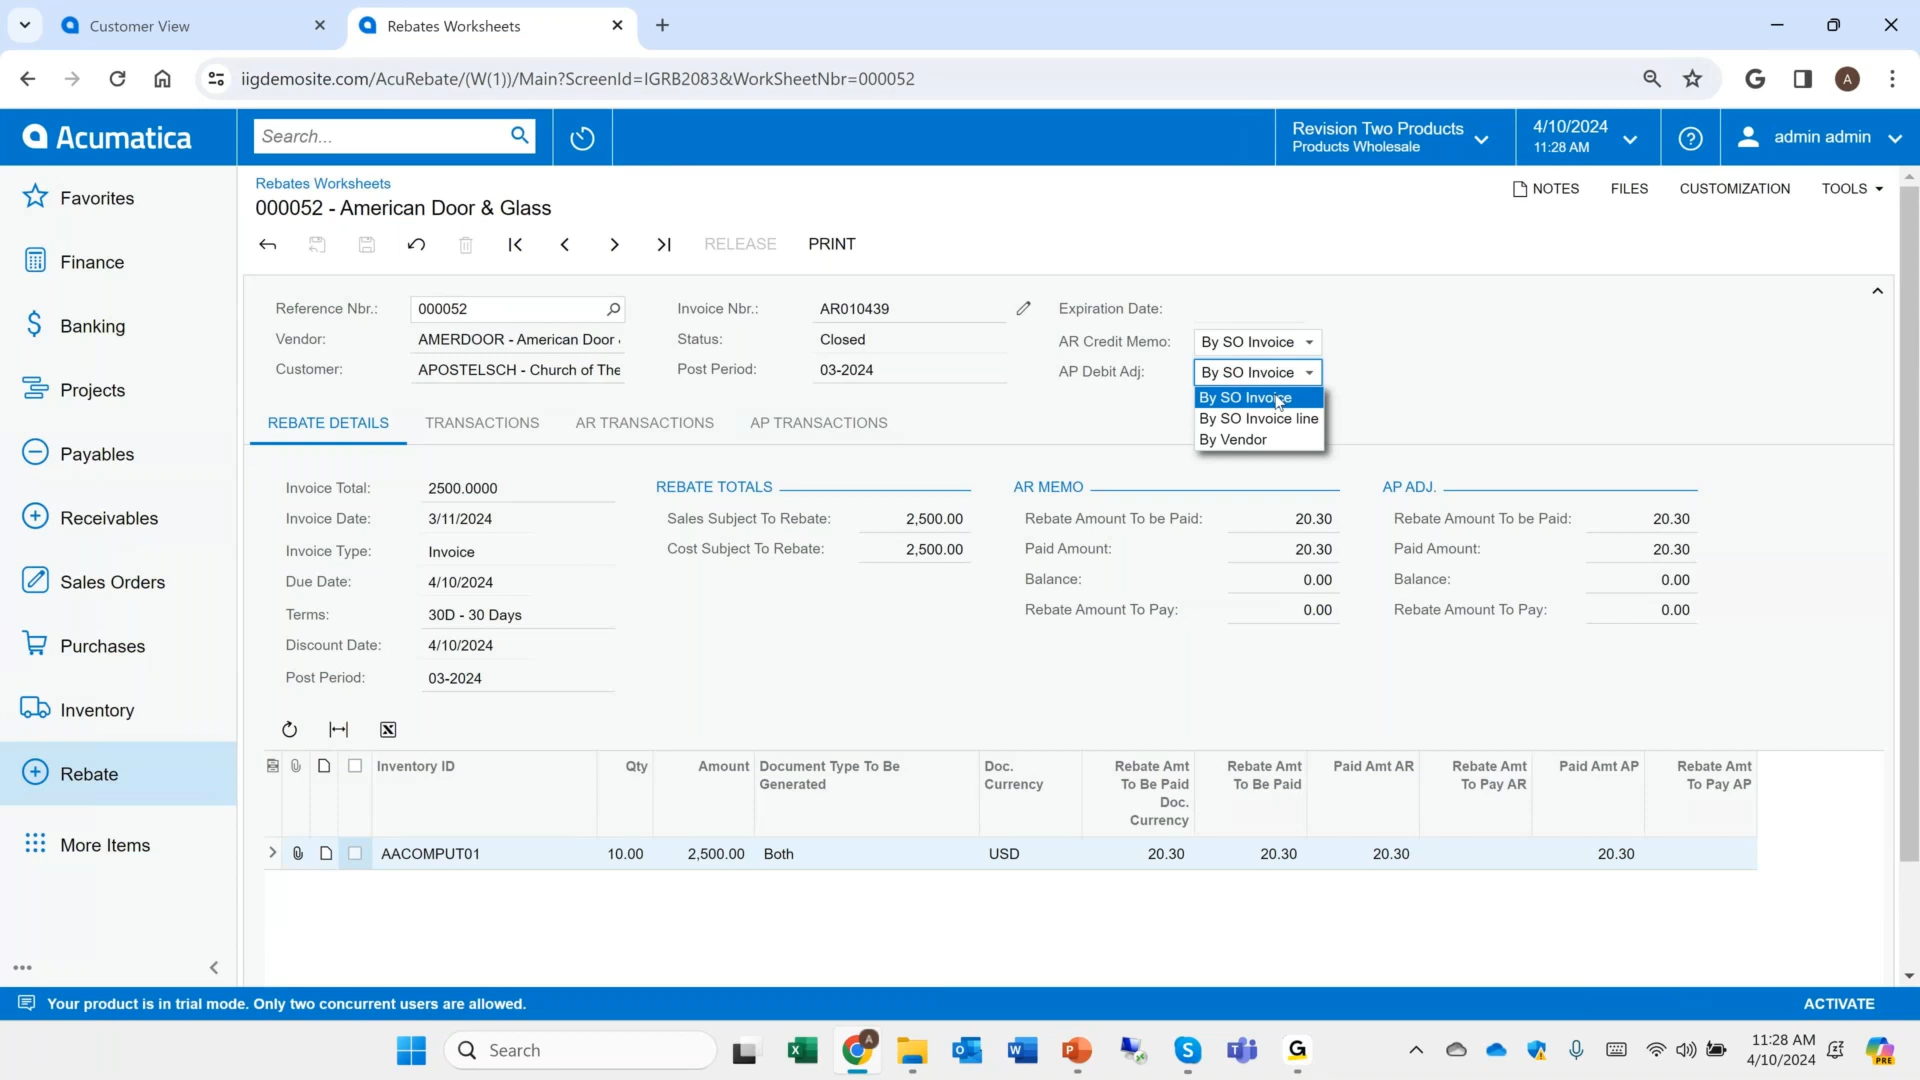 Customer View
Rebates Worksheets
iigdemosite.com/AcuRebate/(W(1))/Main?ScreenId=IGRB2083&WorkSheetNbr=000052
A
Acumatica
Search...
Revision Two Products
Products Wholesale
4/10/2024
11:28 AM
admin admin
Favorites
Finance
Banking
Projects
Payables
Receivables
Sales Orders
Purchases
Inventory
Rebate
More Items
Rebates Worksheets
000052 - American Door & Glass
NOTES FILES CUSTOMIZATION TOOLS
RELEASE PRINT
Reference Nbr.: 000052
Vendor: AMERDOOR - American Door
Customer: APOSTELSCH - Church of The
Invoice Nbr.: AR010439
Status: Closed
Post Period: 03-2024
Expiration Date:
AR Credit Memo: By SO Invoice
AP Debit Adj: By SO Invoice
By SO Invoice
By SO Invoice line
By Vendor
REBATE DETAILS TRANSACTIONS AR TRANSACTIONS AP TRANSACTIONS
Invoice Total: 2500.0000
Invoice Date: 3/11/2024
Invoice Type: Invoice
Due Date: 4/10/2024
Terms: 30D - 30 Days
Discount Date: 4/10/2024
Post Period: 03-2024
REBATE TOTALS
Sales Subject To Rebate: 2,500.00
Cost Subject To Rebate: 2,500.00
AR MEMO
Rebate Amount To be Paid: 20.30
Paid Amount: 20.30
Balance: 0.00
Rebate Amount To Pay: 0.00
AP ADJ.
Rebate Amount To be Paid: 20.30
Paid Amount: 20.30
Balance: 0.00
Rebate Amount To Pay: 0.00
Inventory ID Qty Amount Document Type To Be Generated Doc. Currency Rebate Amt To Be Paid Doc. Currency Rebate Amt To Be Paid Paid Amt AR Rebate Amt To Pay AR Paid Amt AP Rebate Amt To Pay AP
AACOMPUT01 10.00 2,500.00 Both USD 20.30 20.30 20.30 20.30
Your product is in trial mode. Only two concurrent users are allowed.
ACTIVATE
Search
11:28 AM
4/10/2024
PRE